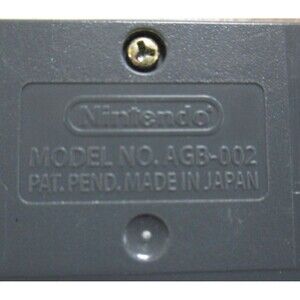 Nintendo
MODEL NO. AGB-002
PAT. PEND. MADE IN JAPAN